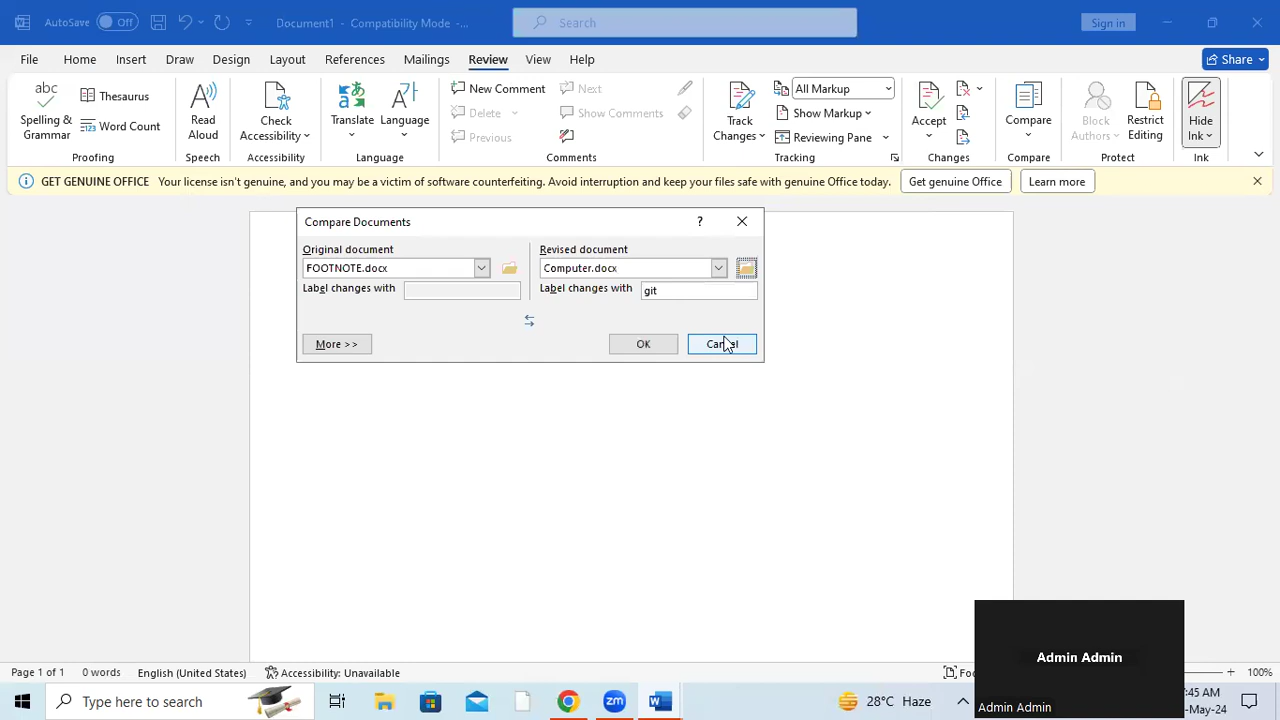 AutoSave Off Document1 - Compatibility Mode -... Search Sign in
File Home Insert Draw Design Layout References Mailings Review View Help Share
abc
Spelling &
Grammar
Thesaurus
Word Count
Proofing
Read
Aloud
Speech
Check
Accessibility
Accessibility
Translate
Language
Language
New Comment
Delete
Previous
Next
Show Comments
Comments
Track
Changes
All Markup
Show Markup
Reviewing Pane
Tracking
Accept
Changes
Compare
Compare
Block
Authors
Restrict
Editing
Protect
Hide
Ink
Ink
GET GENUINE OFFICE Your license isn't genuine, and you may be a victim of software counterfeiting. Avoid interruption and keep your files safe with genuine Office today. Get genuine Office Learn more
Compare Documents ?
Original document
FOOTNOTE.docx
Label changes with
Revised document
Computer.docx
Label changes with git
More >> OK Cancel
Page 1 of 1 0 words English (United States) Accessibility: Unavailable 100%
Admin Admin
Admin Admin
Type here to search
zm
28°C Haze
:45 AM
-May-24